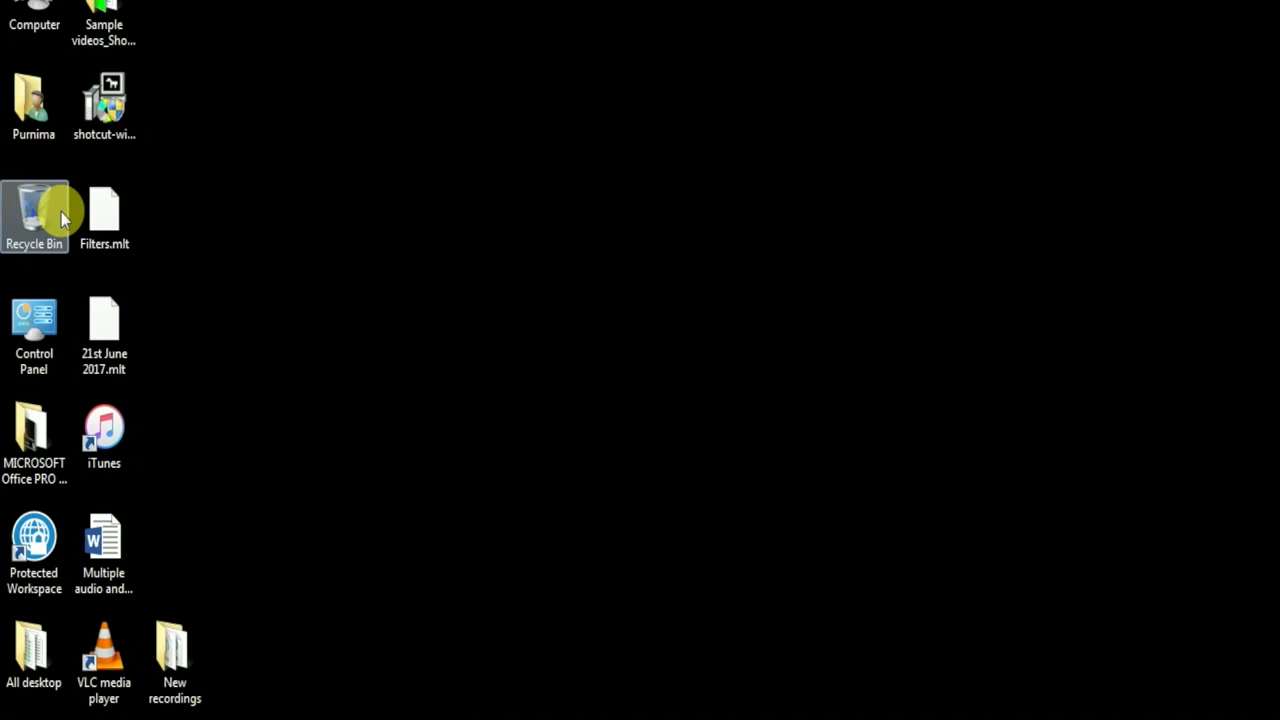 Computer
Sample
videos_Sho...
Purnima
shotcut-wi...
Recycle Bin
Filters.mlt
Control
Panel
21st June
2017.mlt
MICROSOFT
Office PRO ...
iTunes
Protected
Workspace
Multiple
audio and...
All desktop
VLC media
player
New
recordings